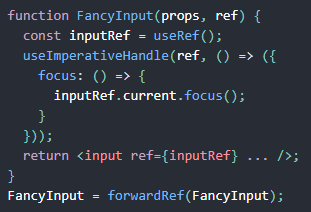 function FancyInput(props, ref) {
  const inputRef = useRef();
  useImperativeHandle(ref, () => ({
    focus: () => {
      inputRef.current.focus();
    }
  }));
  return <input ref={inputRef} ... />;
}
FancyInput = forwardRef(FancyInput);